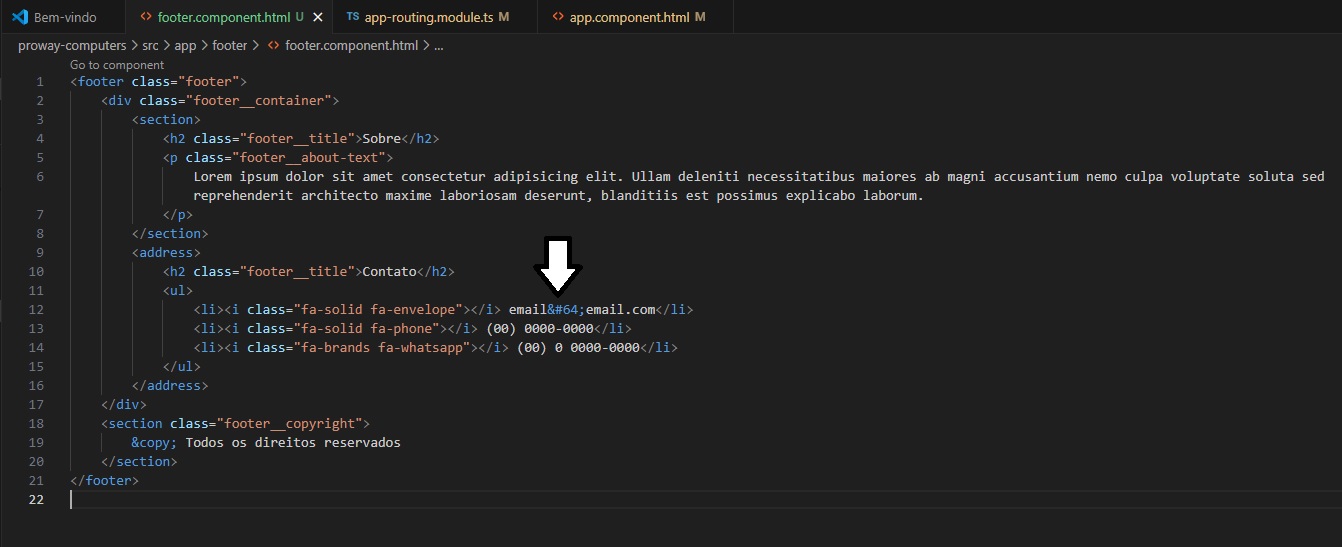 Bem-vindo footer.component.html U TS app-routing.module.ts M app.component.html M
proway-computers > src > app > footer > footer.component.html > ...
Go to component
1 <footer class="footer">
2 <div class="footer__container">
3 <section>
4 <h2 class="footer__title">Sobre</h2>
5 <p class="footer__about-text">
6 Lorem ipsum dolor sit amet consectetur adipisicing elit. Ullam deleniti necessitatibus maiores ab magni accusantium nemo culpa voluptate soluta sed
reprehenderit architecto maxime laboriosam deserunt, blanditiis est possimus explicabo laborum.
7 </p>
8 </section>
9 <address>
10 <h2 class="footer__title">Contato</h2>
11 <ul>
12 <li><i class="fa-solid fa-envelope"></i> email&#64;email.com</li>
13 <li><i class="fa-solid fa-phone"></i> (00) 0000-0000</li>
14 <li><i class="fa-brands fa-whatsapp"></i> (00) 0 0000-0000</li>
15 </ul>
16 </address>
17 </div>
18 <section class="footer__copyright">
19 &copy; Todos os direitos reservados
20 </section>
21 </footer>
22